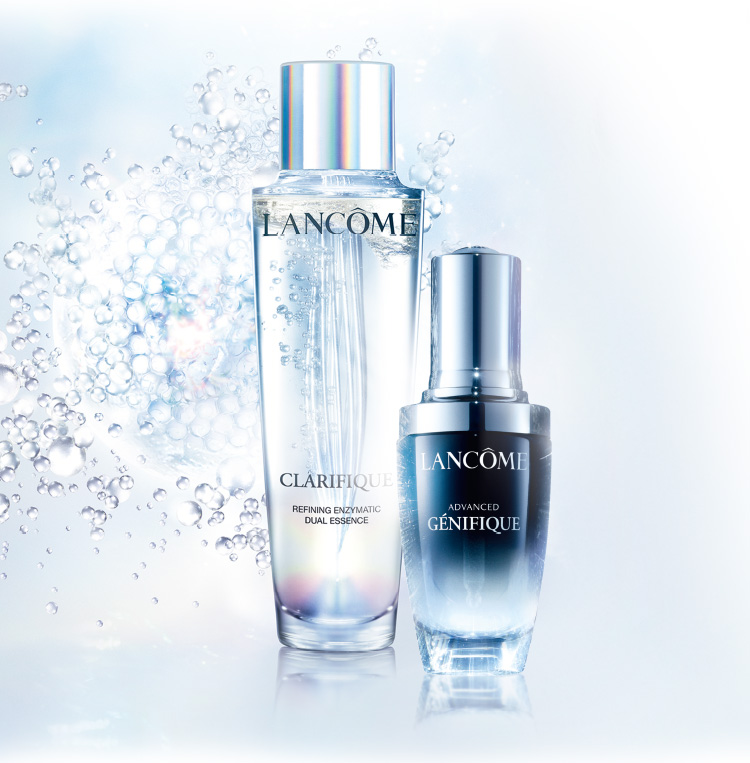 LANCÔME
CLARIFIQUE
REFINING ENZYMATIC
DUAL ESSENCE
LANCÔME
ADVANCED
GÉNIFIQUE